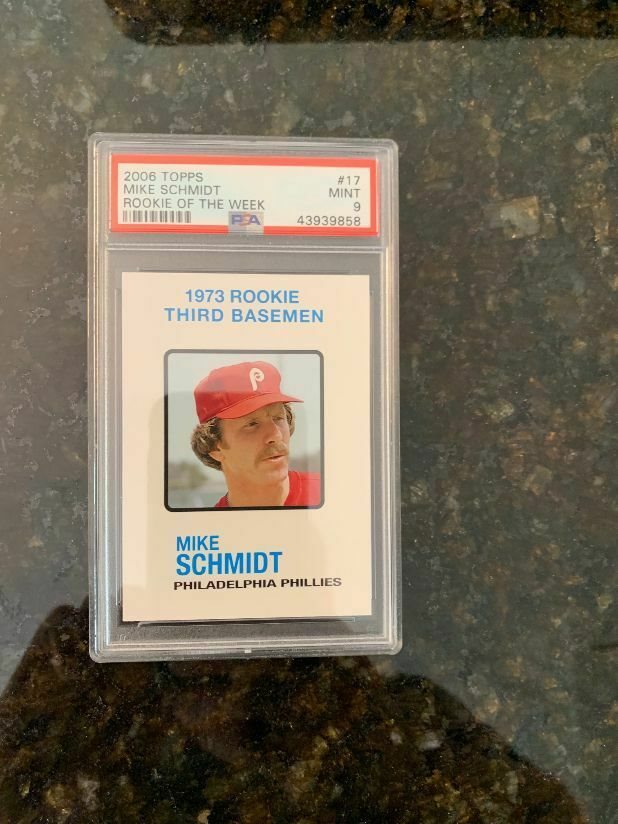 2006 TOPPS #17
MIKE SCHMIDT MINT
ROOKIE OF THE WEEK 9
PSA 43939858
1973 ROOKIE
THIRD BASEMEN
P
MIKE
SCHMIDT
PHILADELPHIA PHILLIES